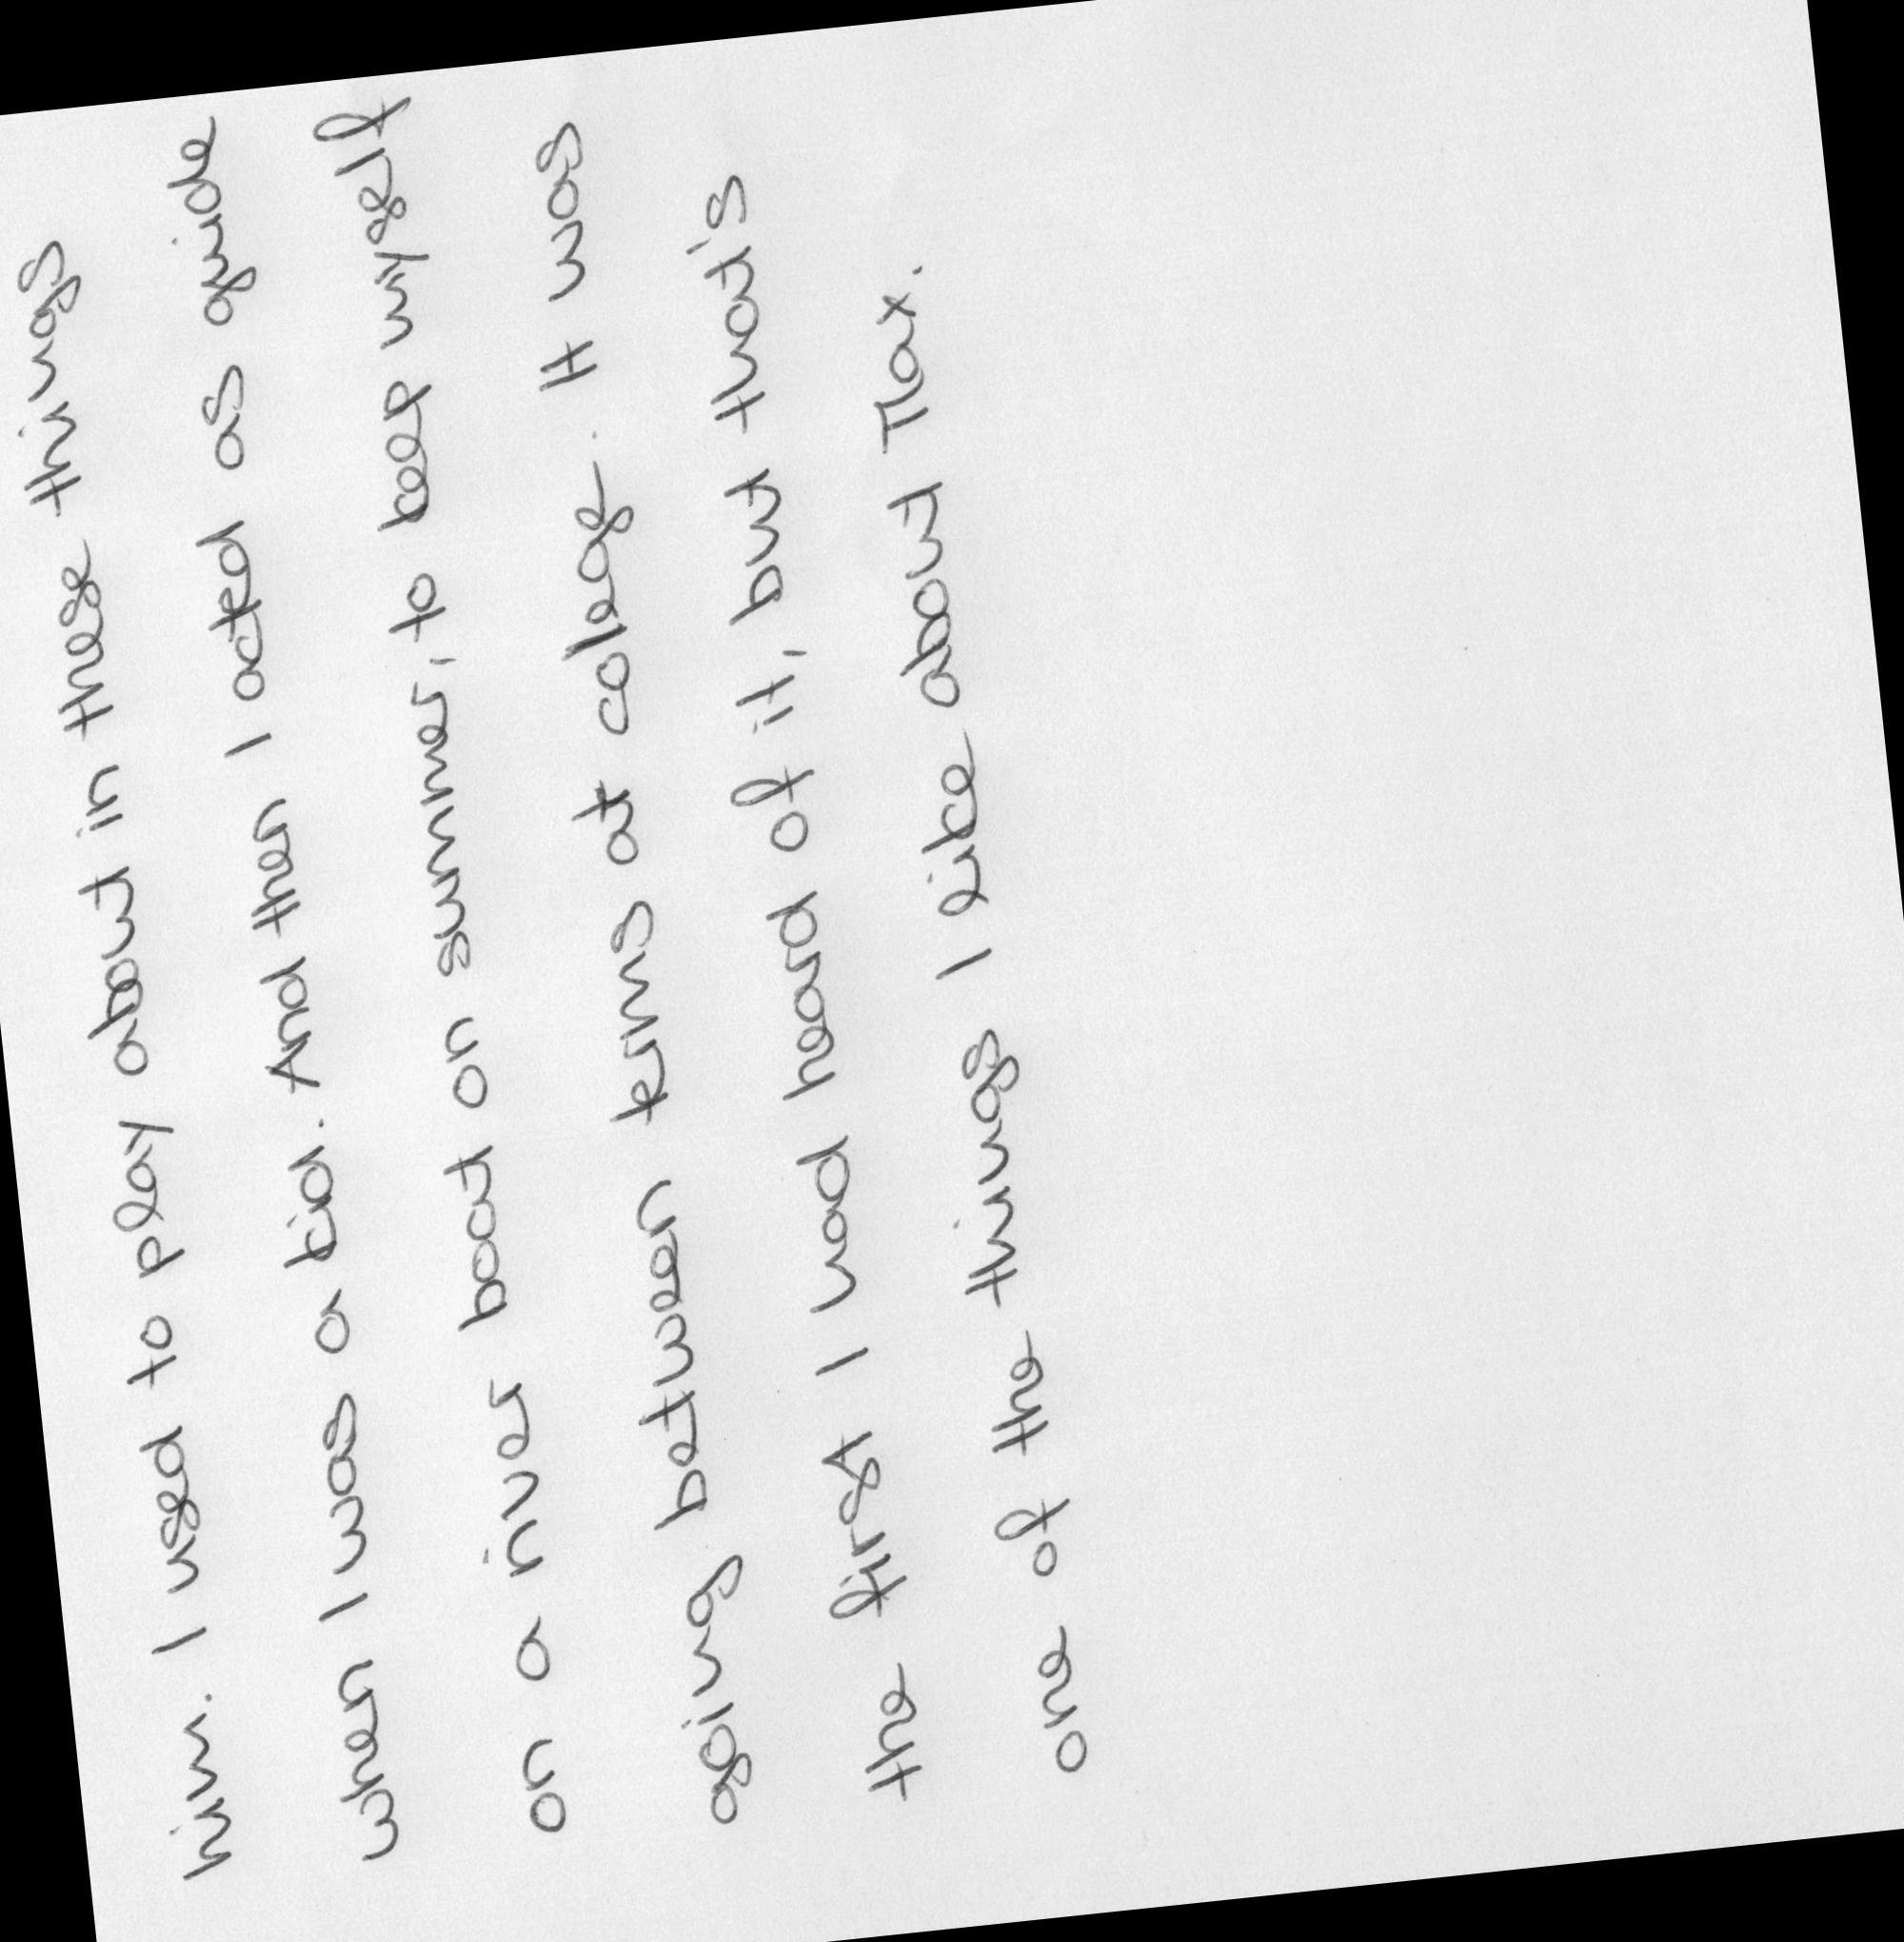 him. I used to play about in these things
when I was a kid. And then I acted as guide
on a river boat on summer, to keep myself
going between terms at colege. It was
the first I had heard of it, but that's
one of the things I like about Max.